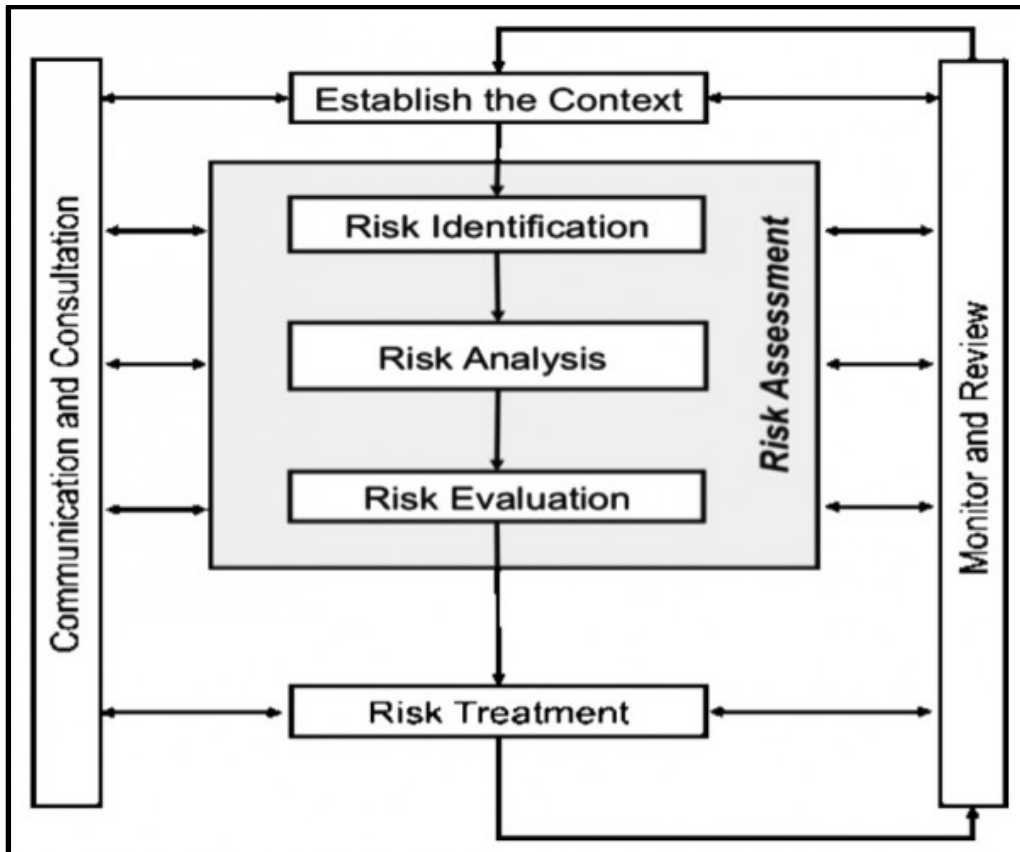 Communication and Consultation
Establish the Context
Risk Identification
Risk Analysis
Risk Evaluation
Risk Assessment
Risk Treatment
Monitor and Review